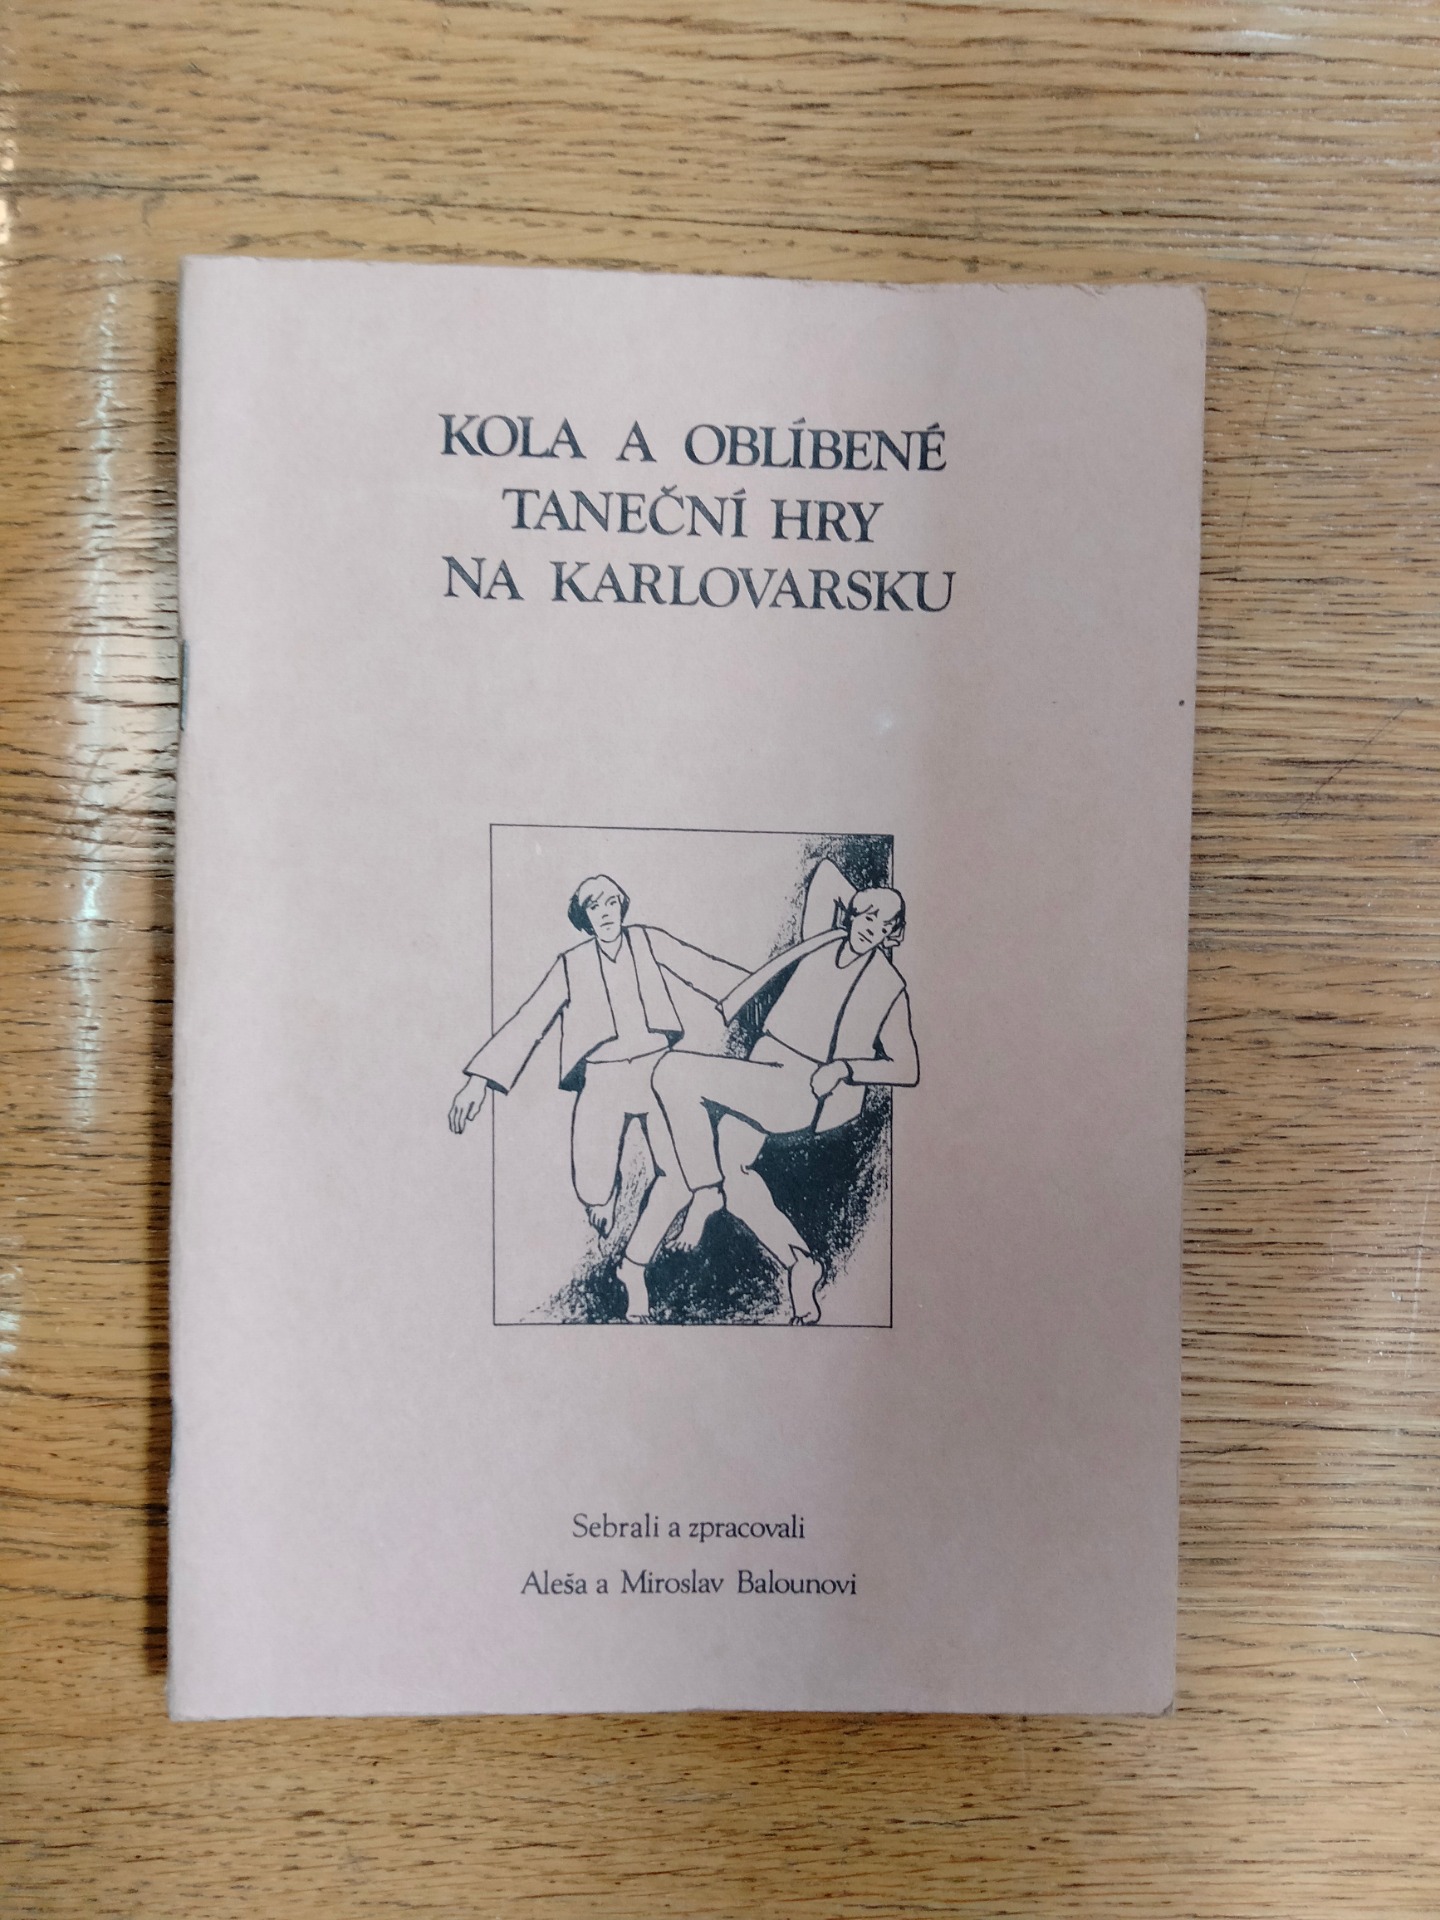 KOLA A OBLÍBENÉ
TANEČNÍ HRY
NA KARLOVARSKU
Sebrali a zpracovali
Aleša a Miroslav Balounovi